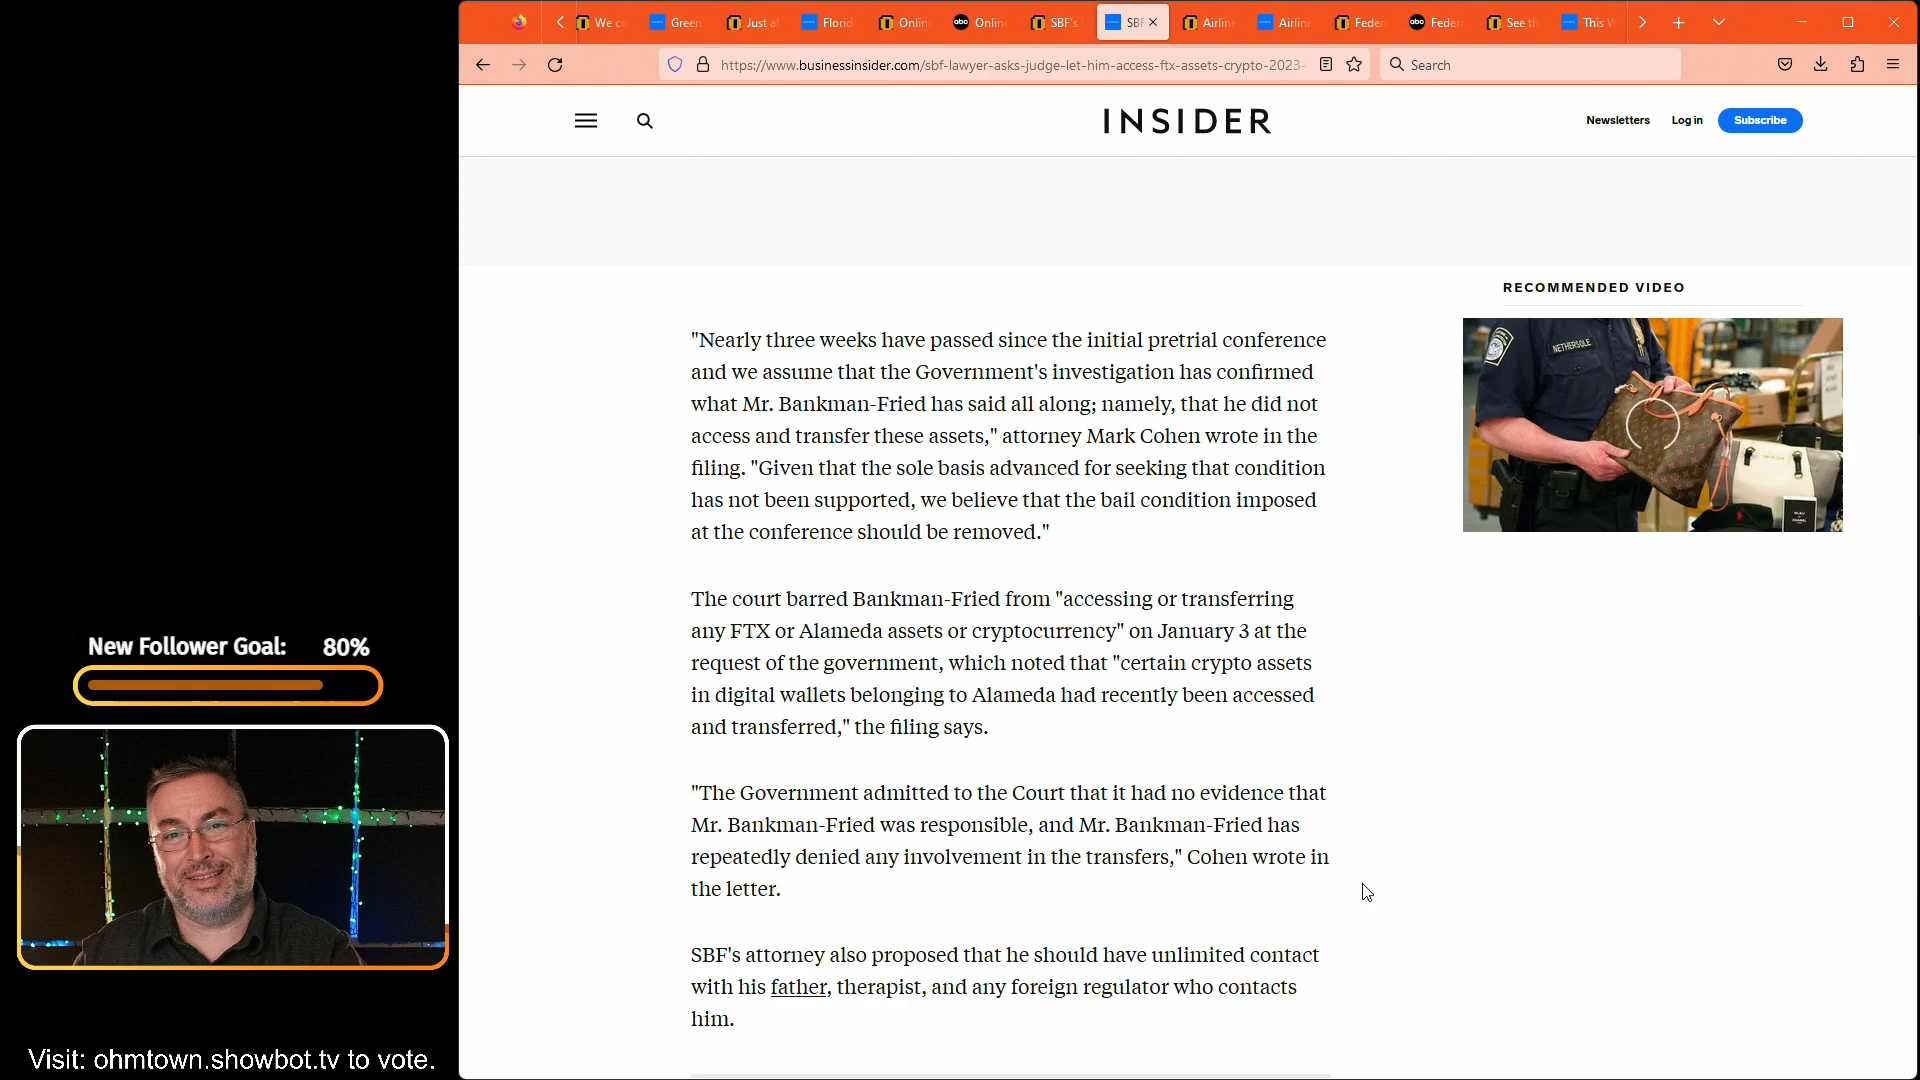 We c
Green
Just a
Florid
Onlin
Onlin
SBF's
SBF
Airlin
Airlin
Feder
Feder
See th
This W
https://www.businessinsider.com/sbf-lawyer-asks-judge-let-him-access-ftx-assets-crypto-2023-
Search
INSIDER
Newsletters
Log in
Subscribe
RECOMMENDED VIDEO
NETHERSOLE
"Nearly three weeks have passed since the initial pretrial conference
and we assume that the Government's investigation has confirmed
what Mr. Bankman-Fried has said all along; namely, that he did not
access and transfer these assets," attorney Mark Cohen wrote in the
filing. "Given that the sole basis advanced for seeking that condition
has not been supported, we believe that the bail condition imposed
at the conference should be removed."
The court barred Bankman-Fried from "accessing or transferring
any FTX or Alameda assets or cryptocurrency" on January 3 at the
request of the government, which noted that "certain crypto assets
in digital wallets belonging to Alameda had recently been accessed
and transferred," the filing says.
"The Government admitted to the Court that it had no evidence that
Mr. Bankman-Fried was responsible, and Mr. Bankman-Fried has
repeatedly denied any involvement in the transfers," Cohen wrote in
the letter.
SBF's attorney also proposed that he should have unlimited contact
with his father, therapist, and any foreign regulator who contacts
him.
New Follower Goal: 80%
Visit: ohmtown.showbot.tv to vote.